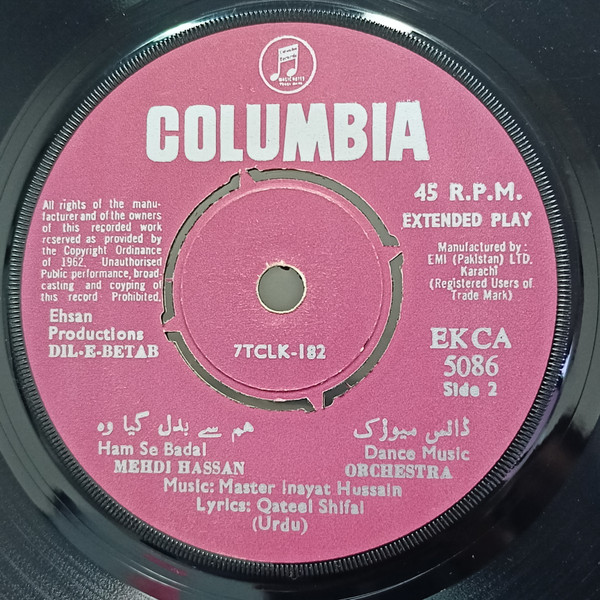 COLUMBIA
45 R.P.M.
EXTENDED PLAY
All rights of the manu-
facturer and of the owners
of this recorded work
reserved as provided by
the Copyright Ordinance
of 1962. Unauthorised
Public performance, broad-
casting and copying of
this record Prohibited.
Manufactured by:
EMI (Pakistan) LTD.
Karachi
(Registered Users of
Trade Mark)
Ehsan
Productions
DIL-E-BETAB
7TCLK-182
EKCA
5086
Side 2
هم سے بدل گیا وہ
Ham Se Badal
MEHDI HASSAN
ڈانس میوزک
Dance Music
ORCHESTRA
Music: Master Inayat Hussain
Lyrics: Qateel Shifai
(Urdu)